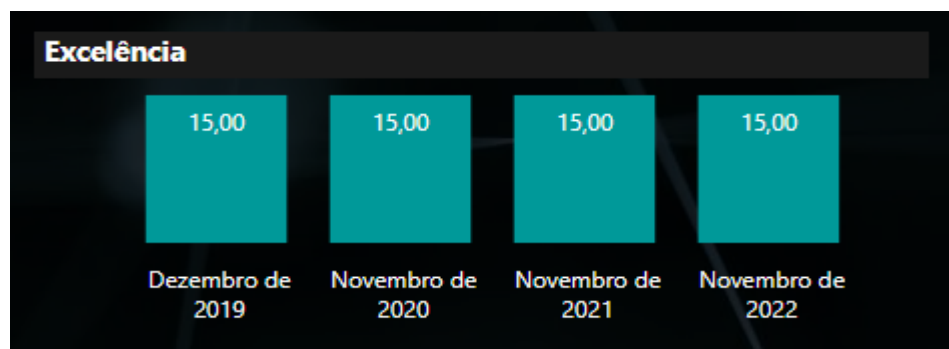 Excelência
15,00 15,00 15,00 15,00
Dezembro de Novembro de Novembro de Novembro de
2019 2020 2021 2022